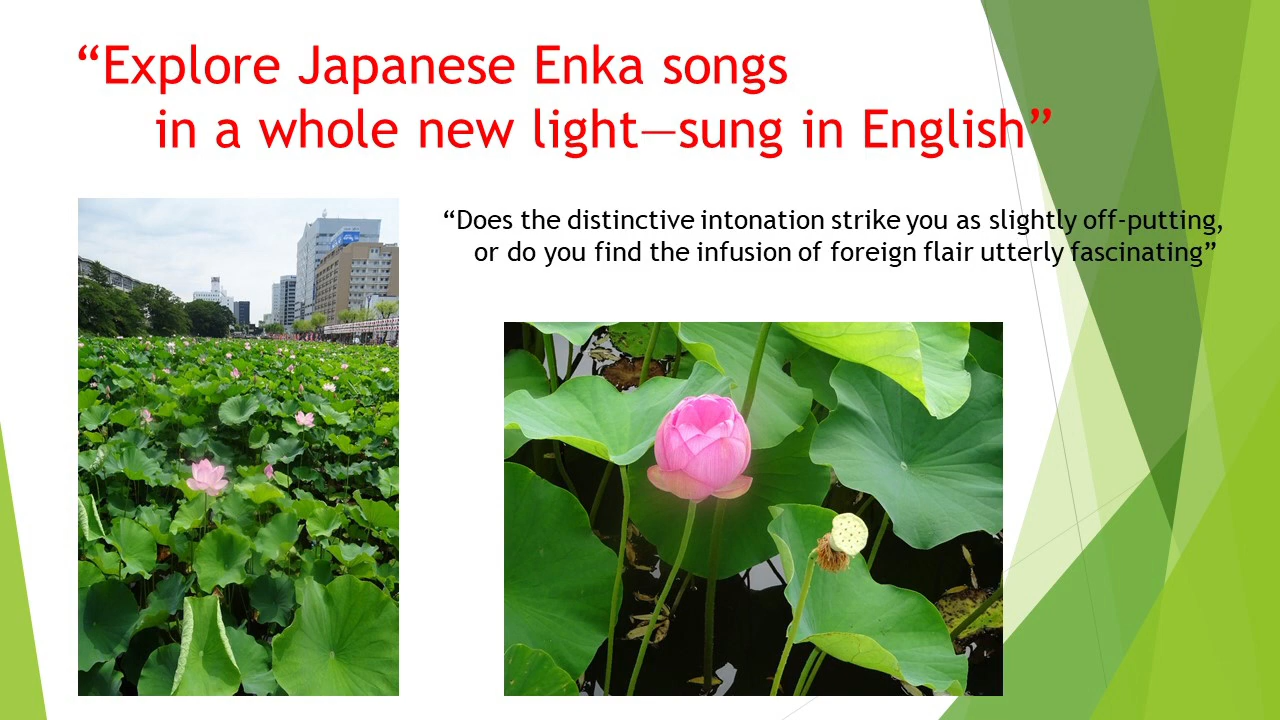 “Explore Japanese Enka songs
in a whole new light—sung in English”
“Does the distinctive intonation strike you as slightly off-putting,
or do you find the infusion of foreign flair utterly fascinating”